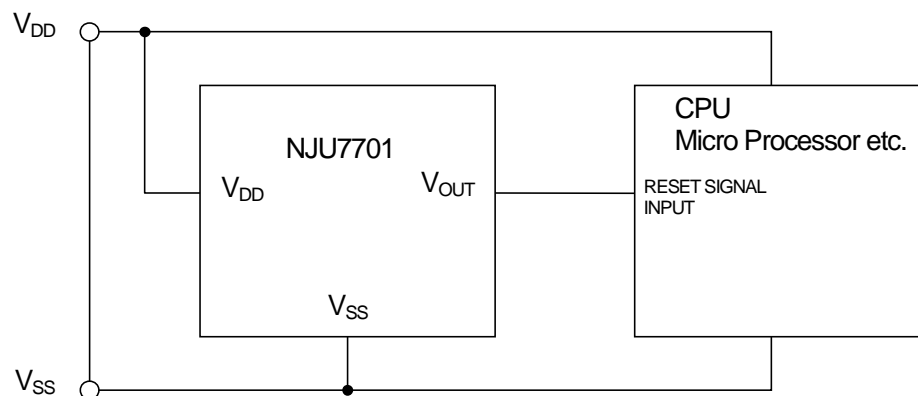 VDD
NJU7701
VDD
VOUT
VSS
CPU
Micro Processor etc.
RESET SIGNAL
INPUT
VSS